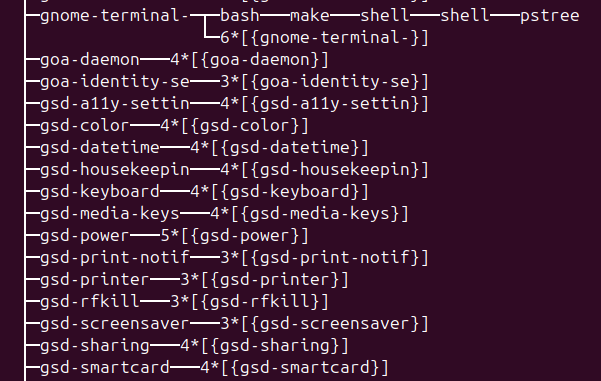 ├─gnome-terminal-─┬─bash───make───shell───shell───pstree
│                 └─6*[{gnome-terminal-}]
├─goa-daemon───4*[{goa-daemon}]
├─goa-identity-se───3*[{goa-identity-se}]
├─gsd-a11y-settin───4*[{gsd-a11y-settin}]
├─gsd-color───4*[{gsd-color}]
├─gsd-datetime───4*[{gsd-datetime}]
├─gsd-housekeepin───4*[{gsd-housekeepin}]
├─gsd-keyboard───4*[{gsd-keyboard}]
├─gsd-media-keys───4*[{gsd-media-keys}]
├─gsd-power───5*[{gsd-power}]
├─gsd-print-notif───3*[{gsd-print-notif}]
├─gsd-printer───3*[{gsd-printer}]
├─gsd-rfkill───3*[{gsd-rfkill}]
├─gsd-screensaver───3*[{gsd-screensaver}]
├─gsd-sharing───4*[{gsd-sharing}]
├─gsd-smartcard───4*[{gsd-smartcard}]